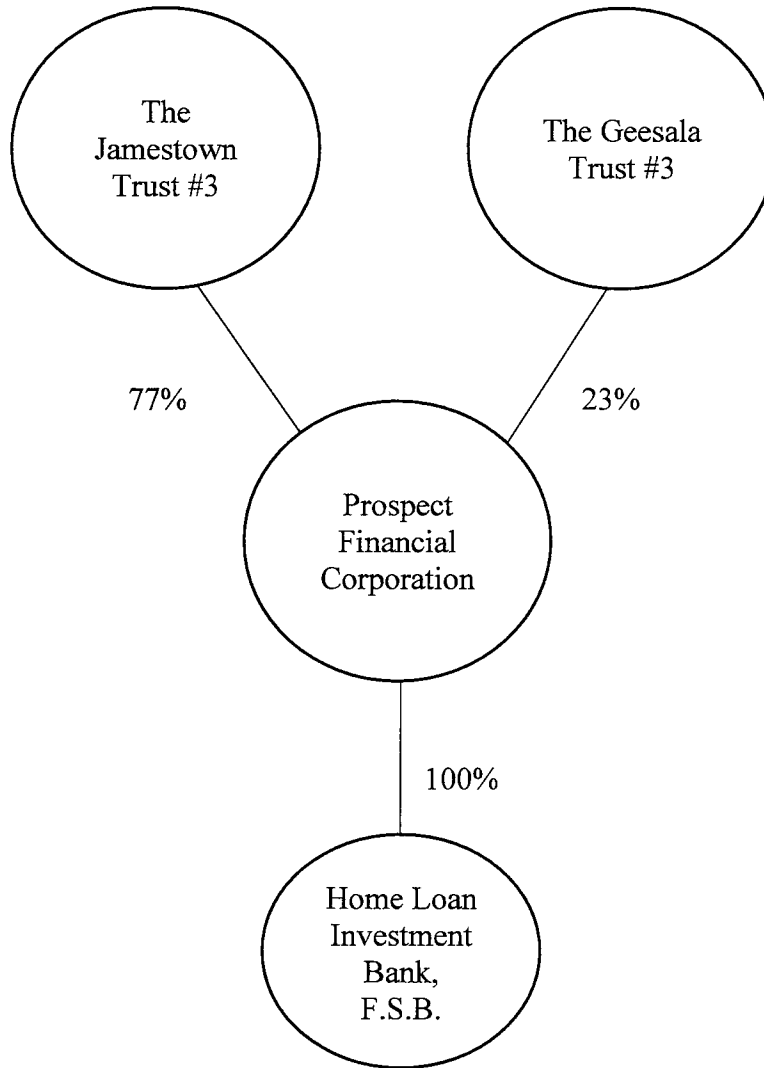 The
Jamestown
Trust #3
The Geesala
Trust #3
77%
23%
Prospect
Financial
Corporation
100%
Home Loan
Investment
Bank,
F.S.B.